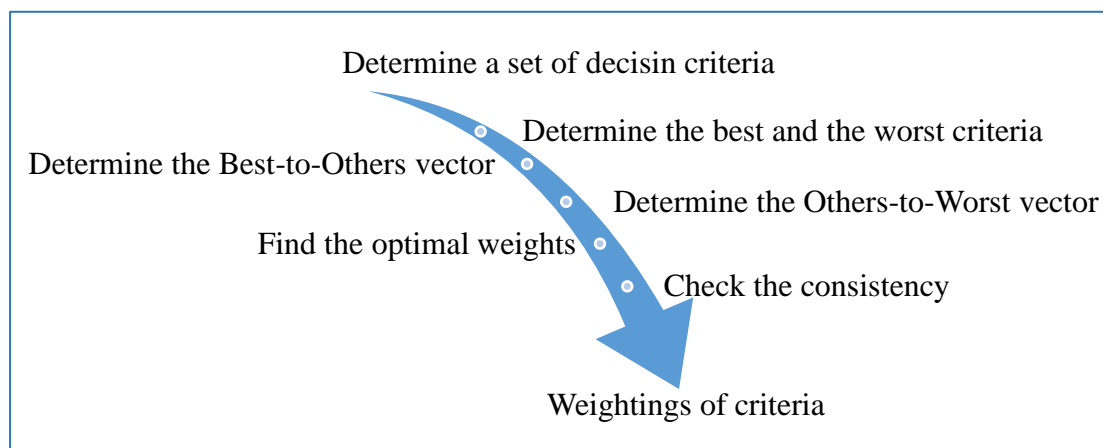 Determine a set of decisin criteria
Determine the best and the worst criteria
Determine the Best-to-Others vector
Determine the Others-to-Worst vector
Find the optimal weights
Check the consistency
Weightings of criteria